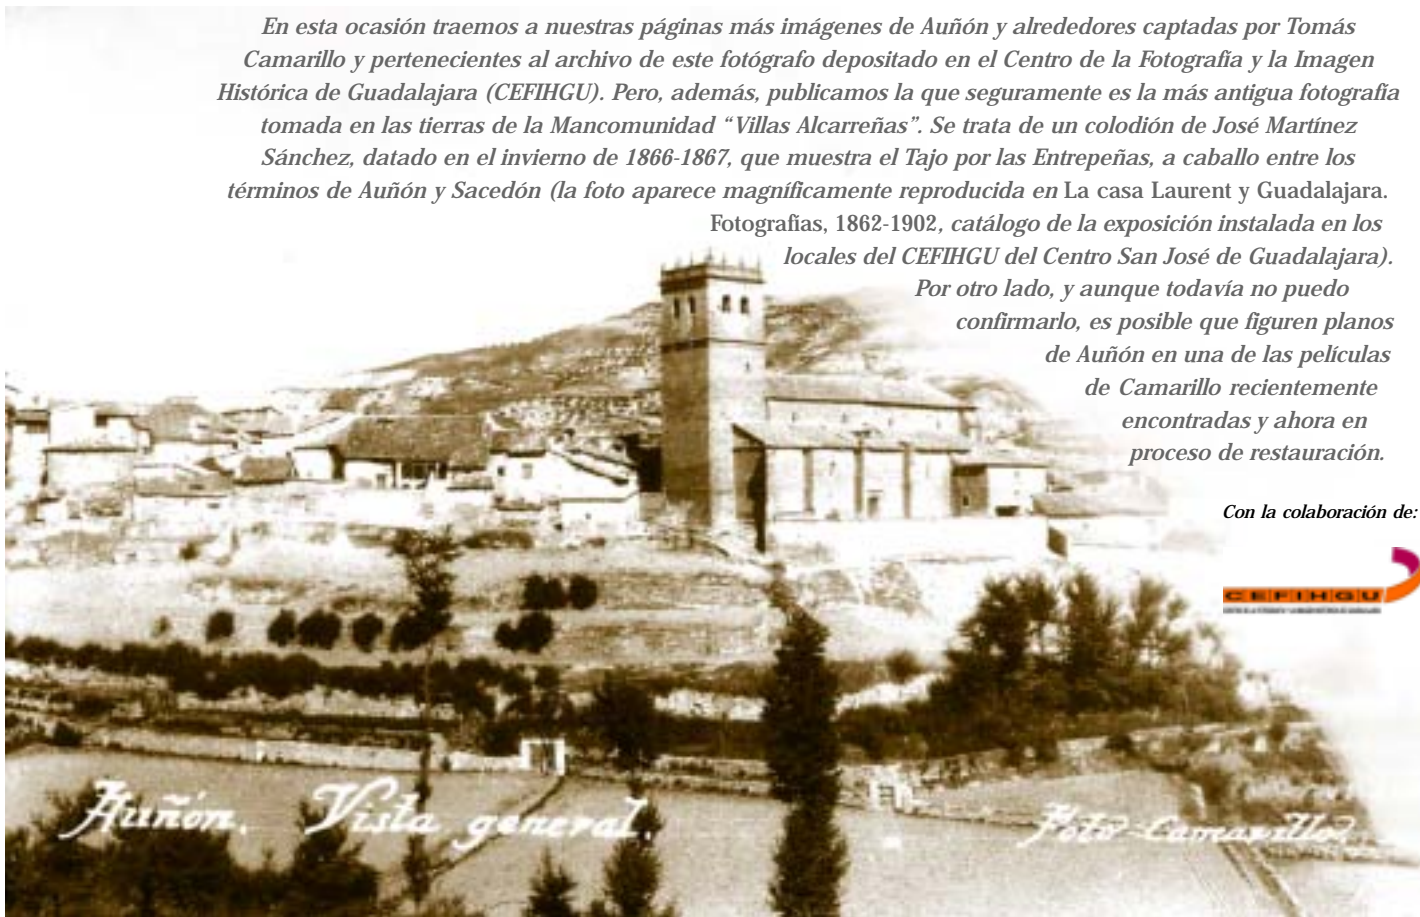 En esta ocasión traemos a nuestras páginas más imágenes de Auñón y alrededores captadas por Tomás
Camarillo y pertenecientes al archivo de este fotógrafo depositado en el Centro de la Fotografía y la Imagen
Histórica de Guadalajara (CEFIHGU). Pero, además, publicamos la que seguramente es la más antigua fotografía
tomada en las tierras de la Mancomunidad “Villas Alcarreñas”. Se trata de un colodión de José Martínez
Sánchez, datado en el invierno de 1866-1867, que muestra el Tajo por las Entrepeñas, a caballo entre los
términos de Auñón y Sacedón (la foto aparece magníficamente reproducida en La casa Laurent y Guadalajara.
Fotografías, 1862-1902, catálogo de la exposición instalada en los
locales del CEFIHGU del Centro San José de Guadalajara).
Por otro lado, y aunque todavía no puedo
confirmarlo, es posible que figuren planos
de Auñón en una de las películas
de Camarillo recientemente
encontradas y ahora en
proceso de restauración.
Con la colaboración de:
CEFIHGU
Auñón. Vista general.
Foto-Camarillo.